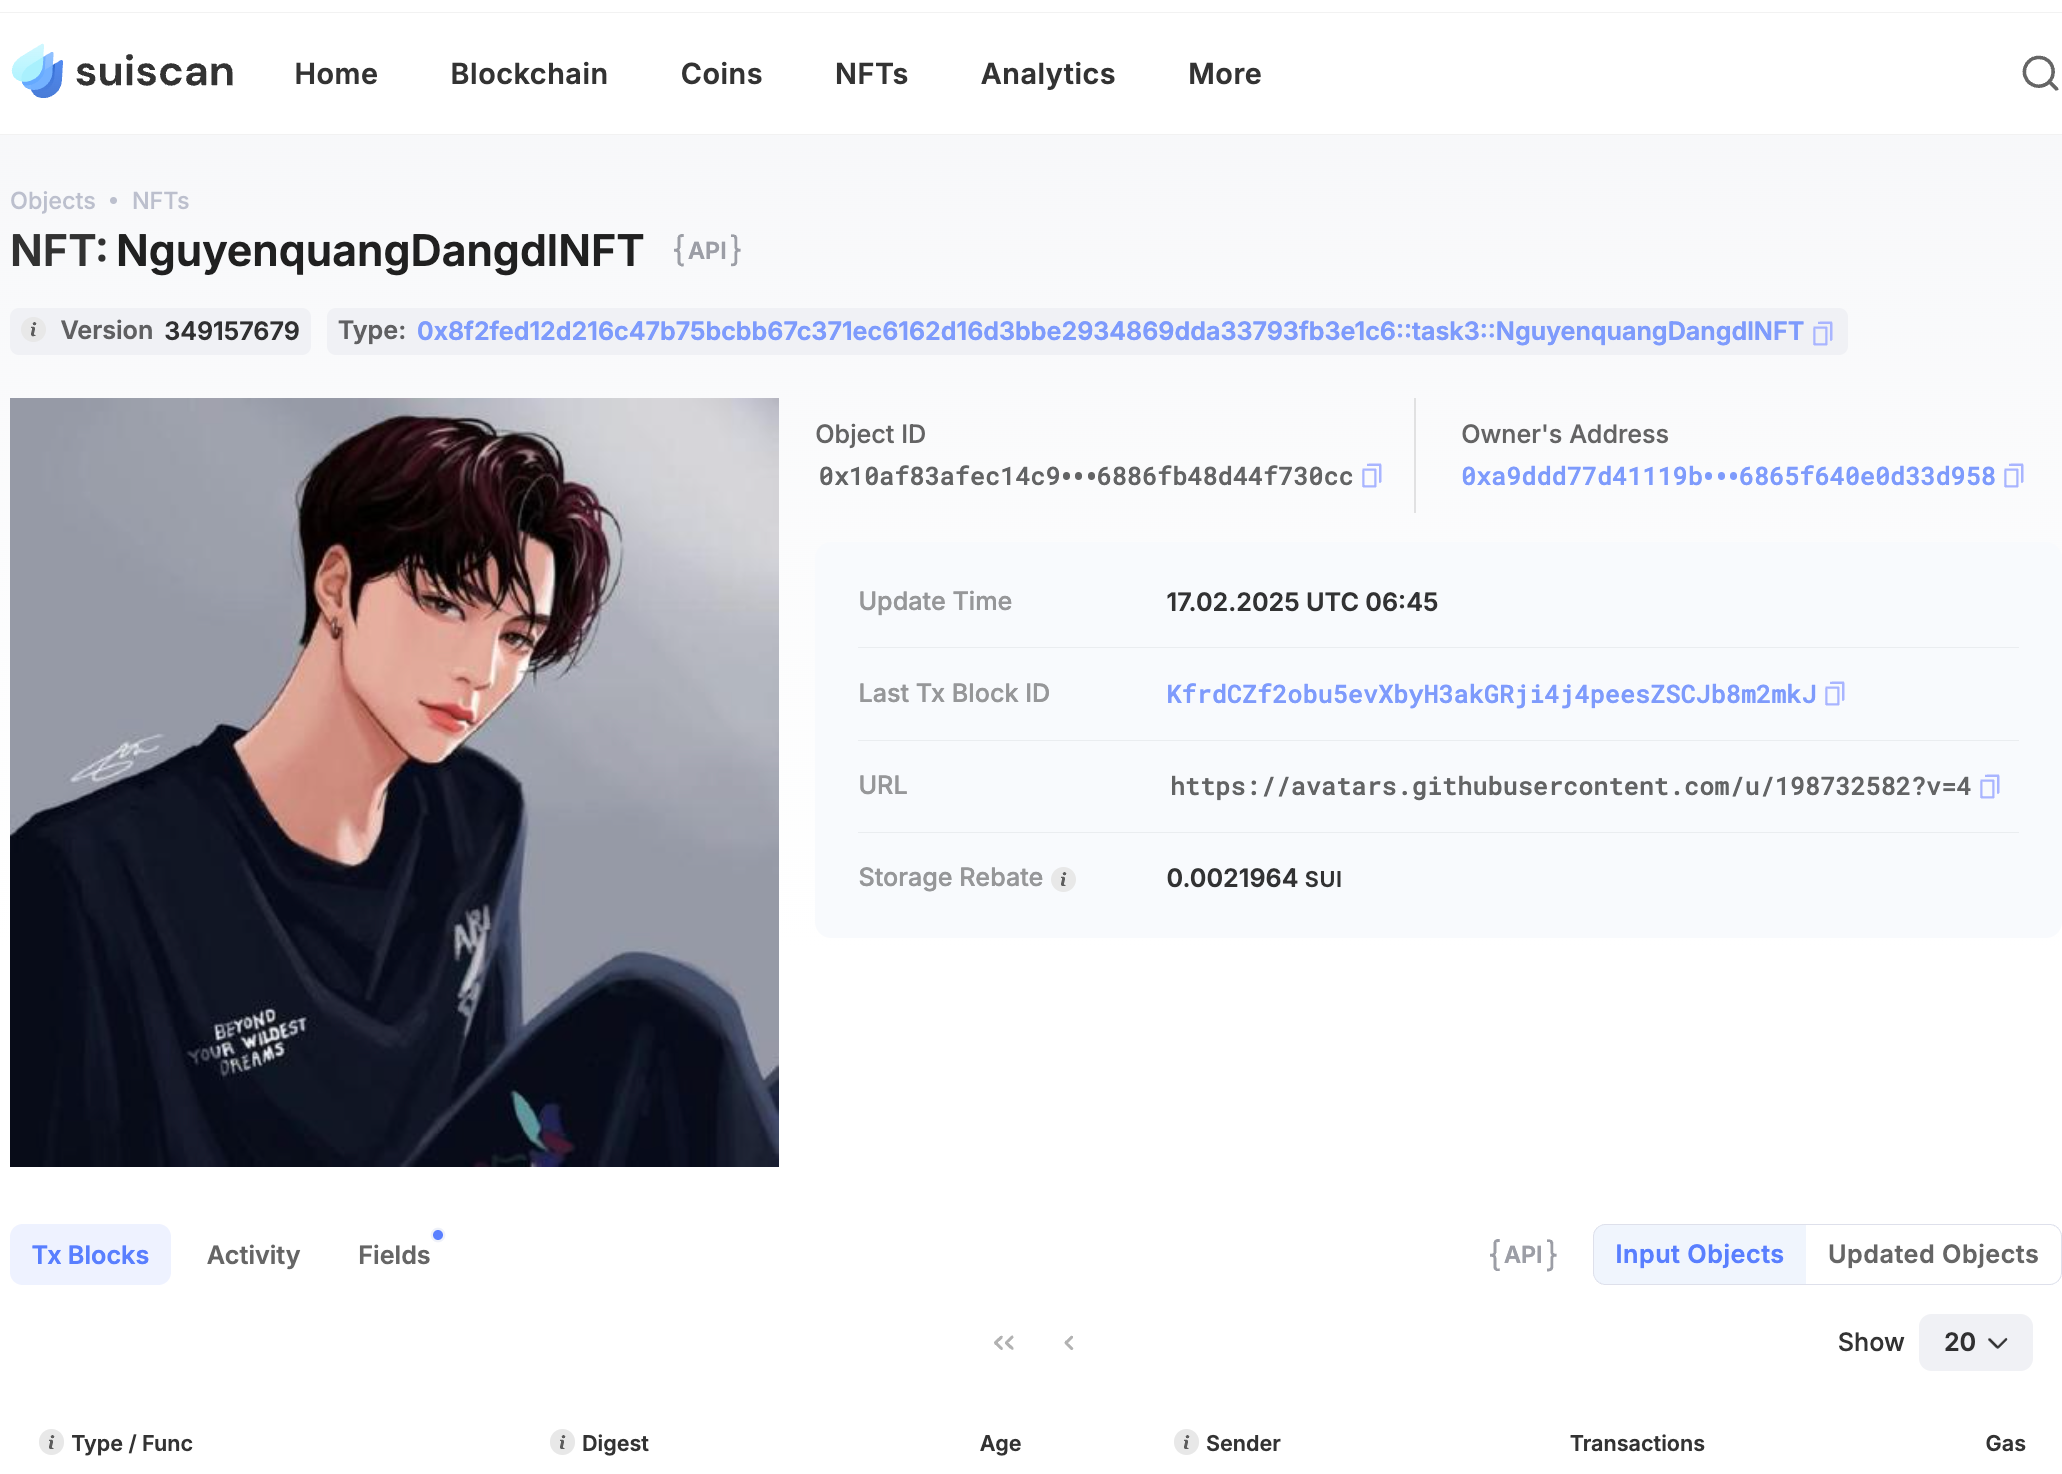 suiscan Home Blockchain Coins NFTs Analytics More
Objects • NFTs
NFT: NguyenquangDangdlNFT {API}
i Version 349157679 Type: 0x8f2fed12d216c47b75bcbb67c371ec6162d16d3bbe2934869dda33793fb3e1c6::task3::NguyenquangDangdlNFT
Object ID
0x10af83afec14c9•••6886fb48d44f730cc
Owner's Address
0xa9ddd77d41119b•••6865f640e0d33d958
Update Time 17.02.2025 UTC 06:45
Last Tx Block ID KfrdCZf2obu5evXbyH3akGRji4j4peesZSCJb8m2mkJ
URL https://avatars.githubusercontent.com/u/198732582?v=4
Storage Rebate i 0.0021964 SUI
BEYOND
YOUR WILDEST
DREAMS
Tx Blocks Activity Fields {API} Input Objects Updated Objects
Show 20
i Type / Func i Digest Age i Sender Transactions Gas